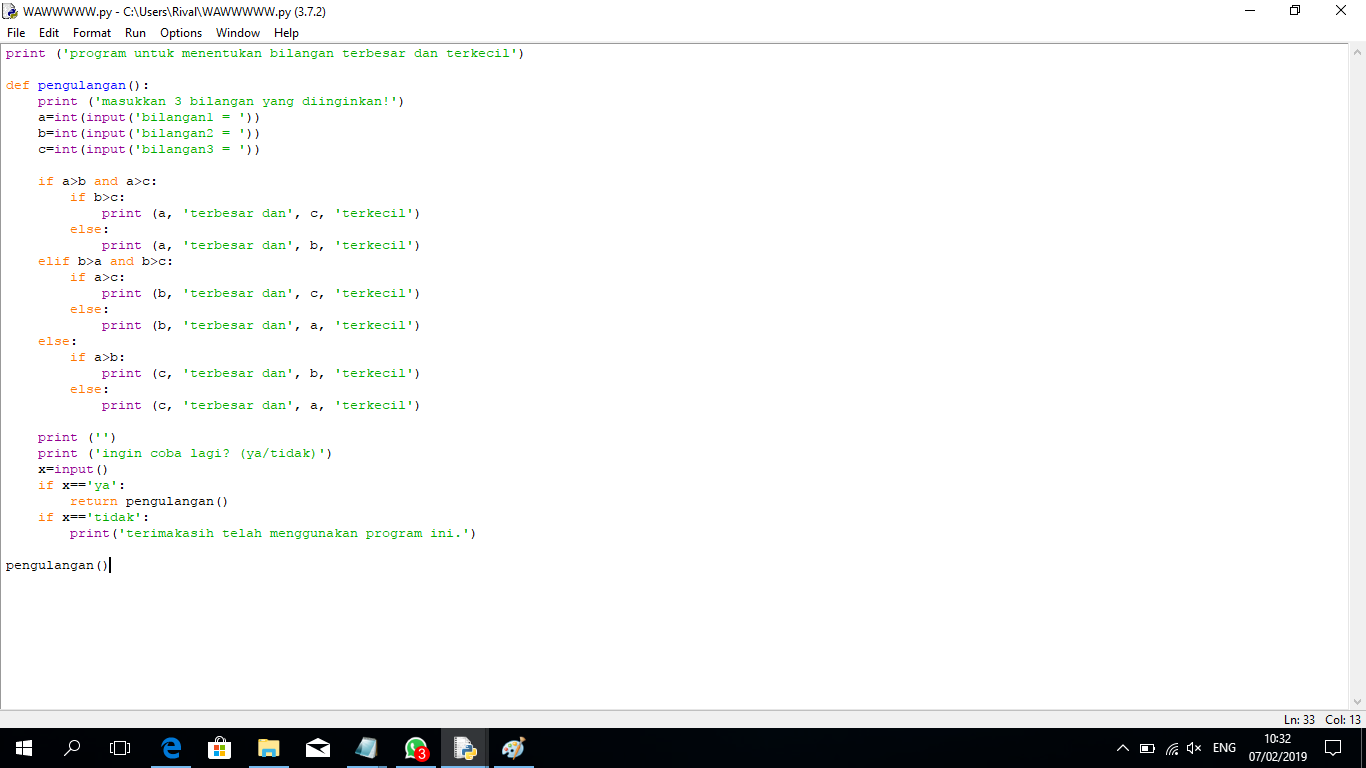 WAWWWWW.py - C:\Users\Rival\WAWWWWW.py (3.7.2)
File Edit Format Run Options Window Help
print ('program untuk menentukan bilangan terbesar dan terkecil')

def pengulangan():
    print ('masukkan 3 bilangan yang diinginkan!')
    a=int(input('bilangan1 = '))
    b=int(input('bilangan2 = '))
    c=int(input('bilangan3 = '))

    if a>b and a>c:
        if b>c:
            print (a, 'terbesar dan', c, 'terkecil')
        else:
            print (a, 'terbesar dan', b, 'terkecil')
    elif b>a and b>c:
        if a>c:
            print (b, 'terbesar dan', c, 'terkecil')
        else:
            print (b, 'terbesar dan', a, 'terkecil')
    else:
        if a>b:
            print (c, 'terbesar dan', b, 'terkecil')
        else:
            print (c, 'terbesar dan', a, 'terkecil')

    print ('')
    print ('ingin coba lagi? (ya/tidak)')
    x=input()
    if x=='ya':
        return pengulangan()
    if x=='tidak':
        print('terimakasih telah menggunakan program ini.')

pengulangan()
Ln: 33 Col: 13
3
ENG
10:32
07/02/2019